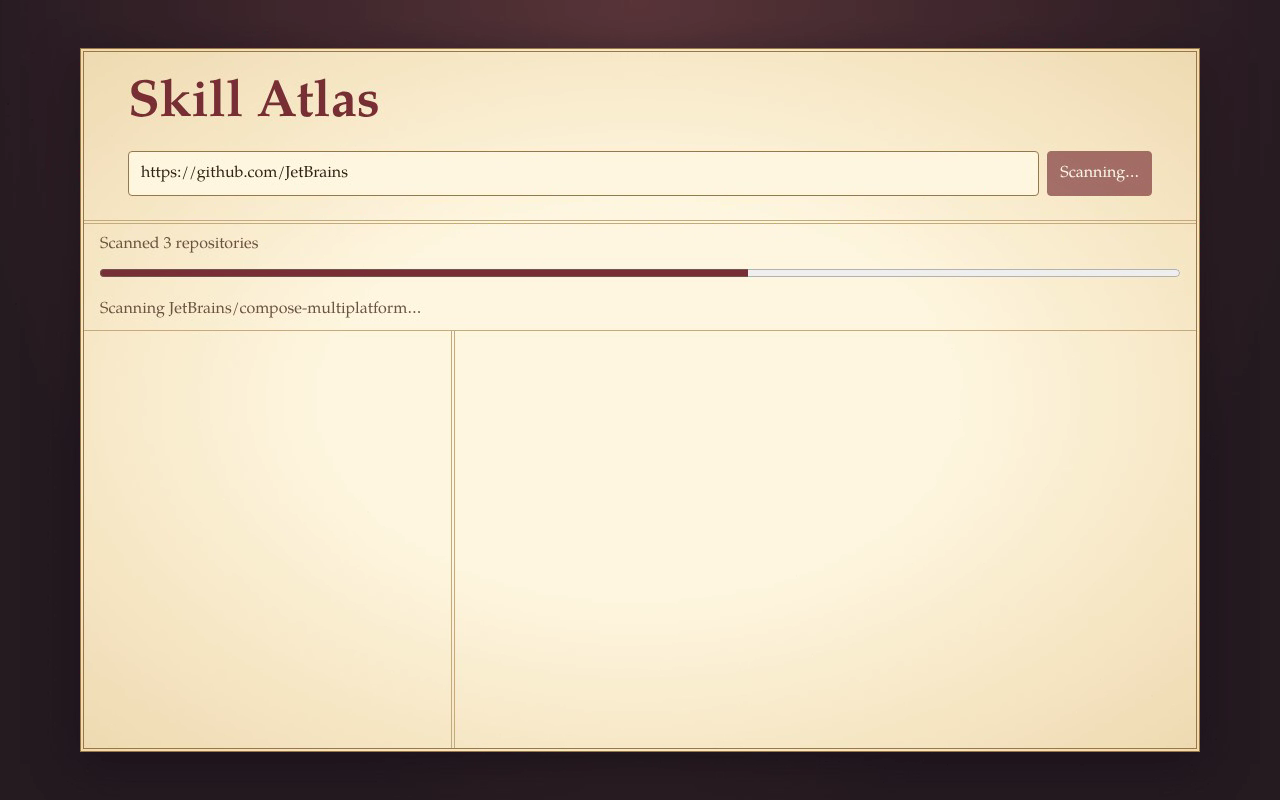 Skill Atlas
https://github.com/JetBrains
Scanning...
Scanned 3 repositories
Scanning JetBrains/compose-multiplatform...